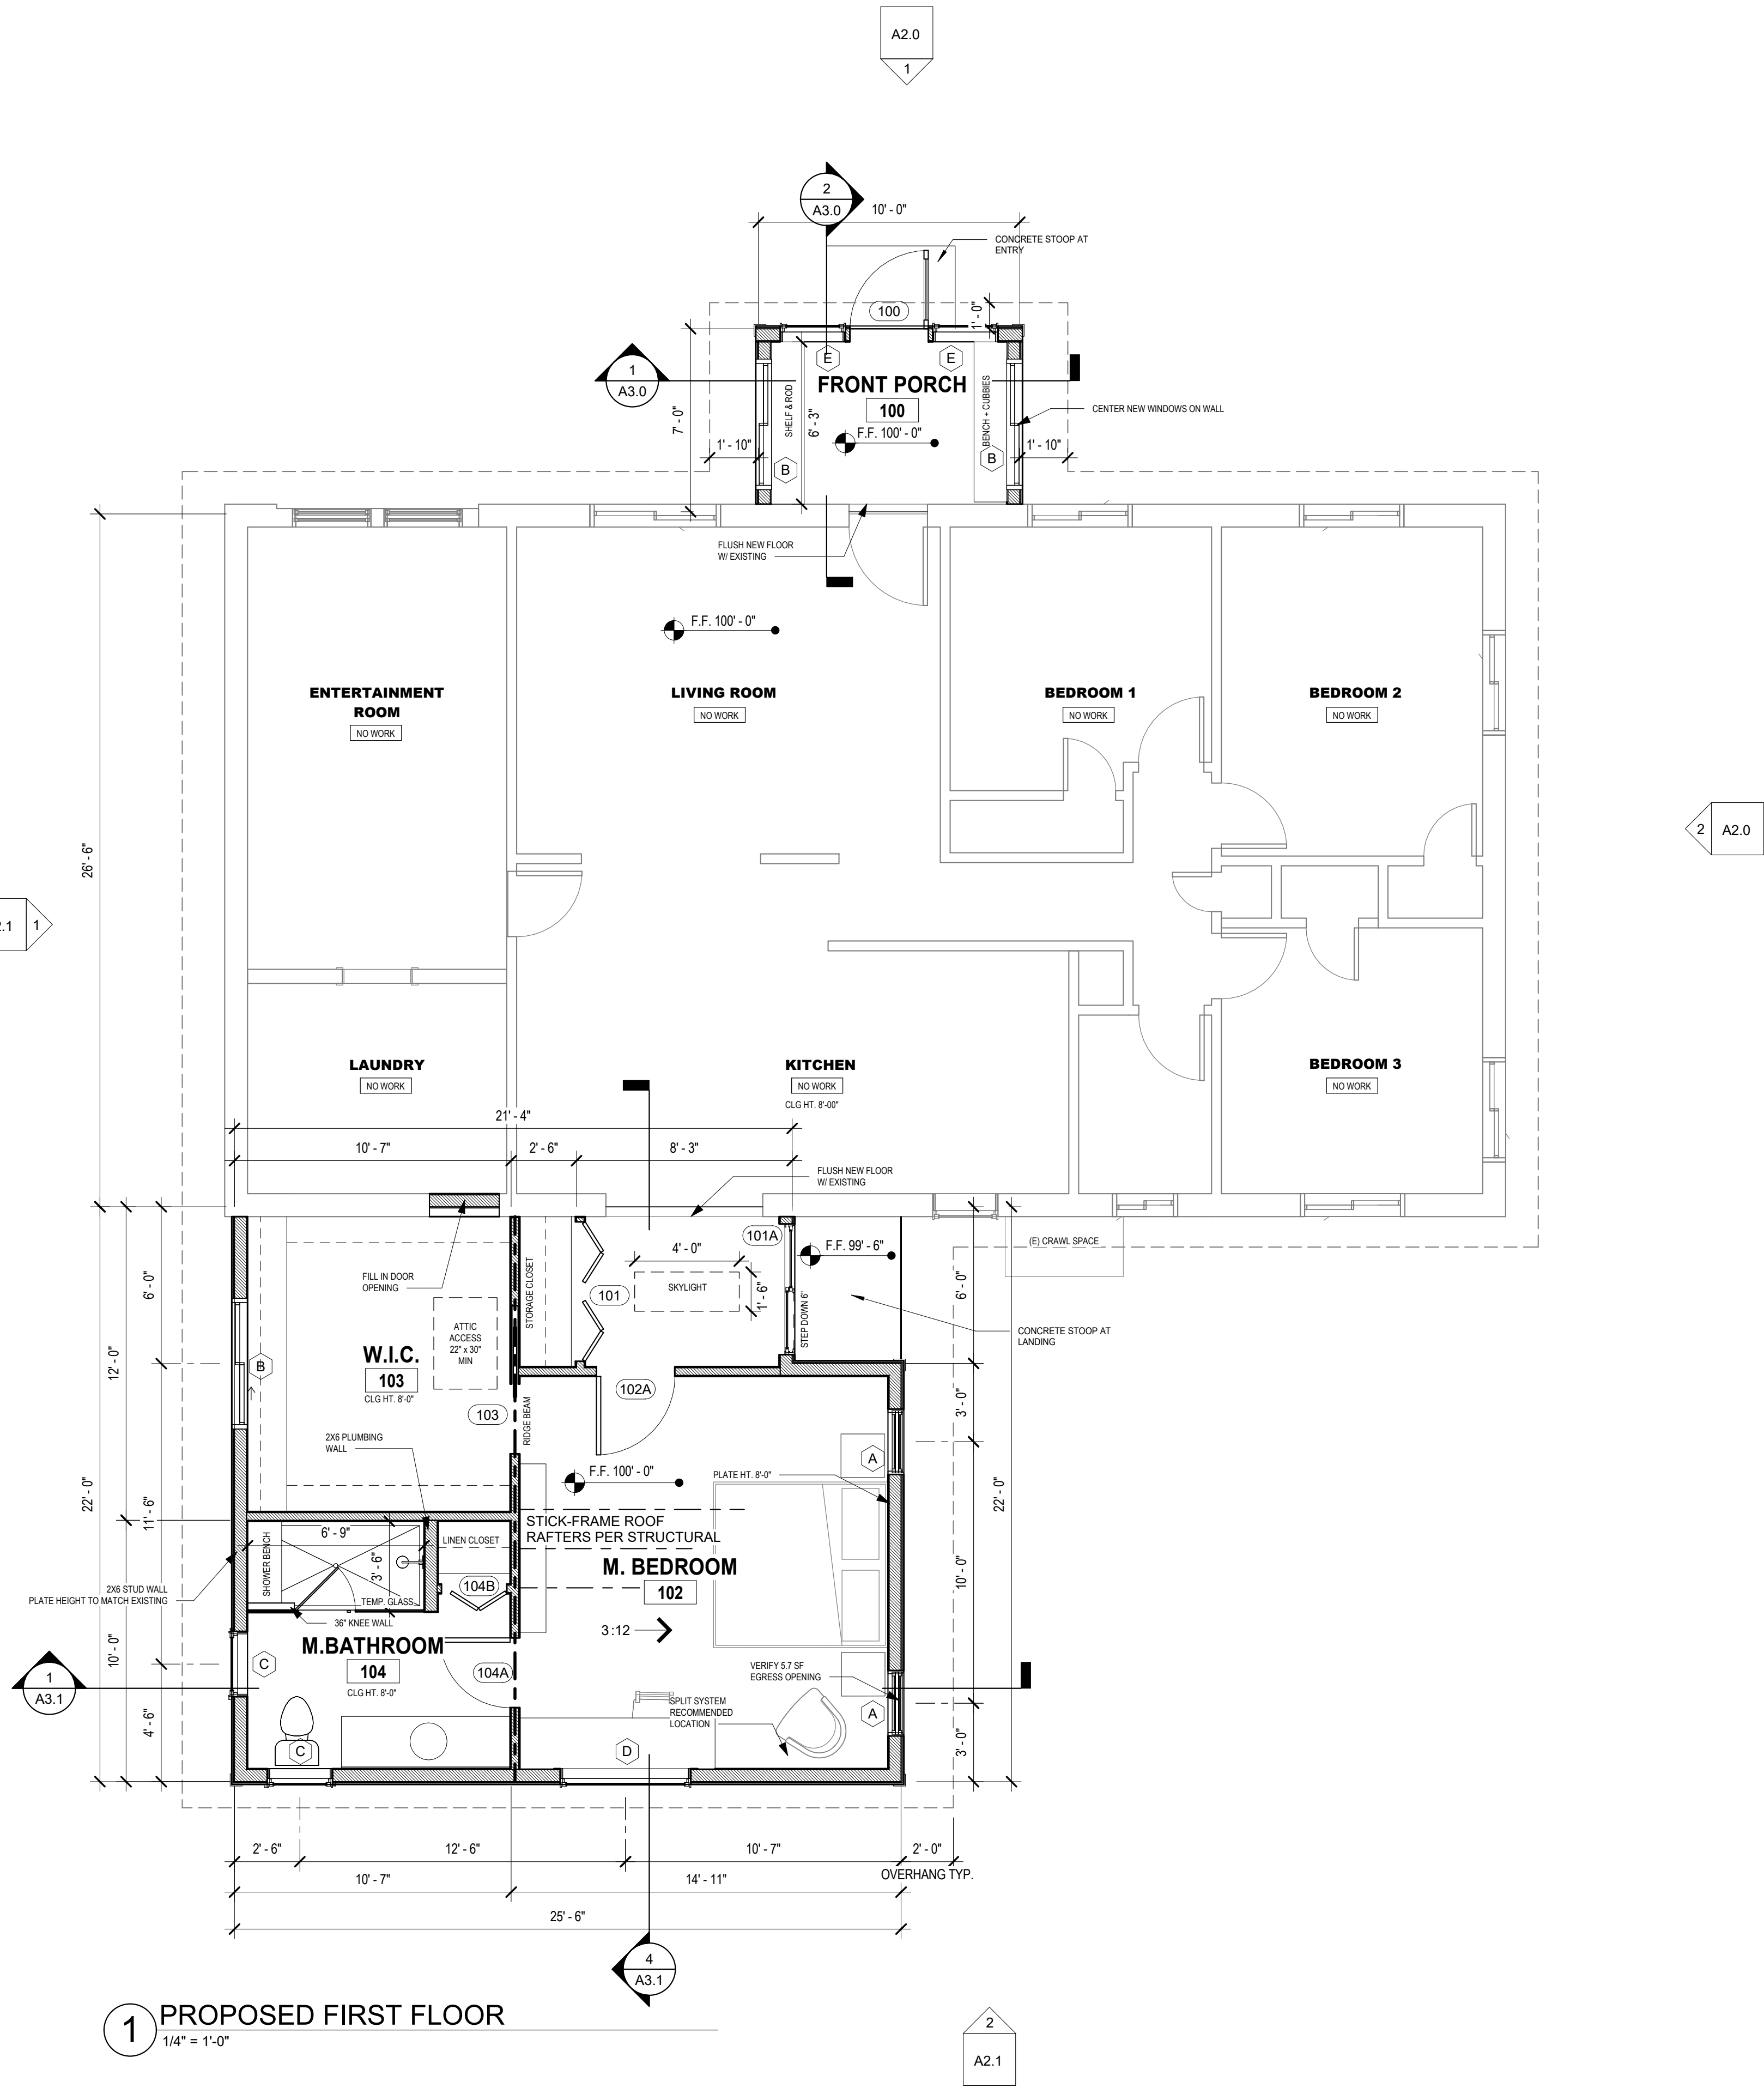 A2.0
1
2
A3.0
10' - 0"
CONCRETE STOOP AT
ENTRY
100
1' - 0"
1
A3.0
E
E
FRONT PORCH
100
F.F. 100' - 0"
SHELF & ROD
6' - 3"
BENCH + CUBBIES
CENTER NEW WINDOWS ON WALL
7' - 0"
1' - 10"
1' - 10"
B
B
FLUSH NEW FLOOR
W/ EXISTING
F.F. 100' - 0"
ENTERTAINMENT
ROOM
NO WORK
LIVING ROOM
NO WORK
BEDROOM 1
NO WORK
BEDROOM 2
NO WORK
2
A2.0
26' - 6"
.1
1
LAUNDRY
NO WORK
KITCHEN
NO WORK
CLG HT. 8'-00"
BEDROOM 3
NO WORK
21' - 4"
10' - 7"
2' - 6"
8' - 3"
FLUSH NEW FLOOR
W/ EXISTING
101A
F.F. 99' - 6"
(E) CRAWL SPACE
4' - 0"
SKYLIGHT
1' - 6"
101
STORAGE CLOSET
FILL IN DOOR
OPENING
ATTIC
ACCESS
22" x 30"
MIN
STEP DOWN 6"
CONCRETE STOOP AT
LANDING
6' - 0"
6' - 0"
12' - 0"
W.I.C.
103
CLG HT. 8'-0"
B
102A
103
RIDGE BEAM
3' - 0"
2X6 PLUMBING
WALL
A
F.F. 100' - 0"
PLATE HT. 8'-0"
22' - 0"
11' - 6"
22' - 0"
STICK-FRAME ROOF
RAFTERS PER STRUCTURAL
6' - 9"
LINEN CLOSET
SHOWER BENCH
3' - 6"
M. BEDROOM
102
10' - 0"
2X6 STUD WALL
PLATE HEIGHT TO MATCH EXISTING
104B
TEMP. GLASS
36" KNEE WALL
3:12
M.BATHROOM
104
CLG HT. 8'-0"
10' - 0"
C
104A
VERIFY 5.7 SF
EGRESS OPENING
1
A3.1
SPLIT SYSTEM
RECOMMENDED
LOCATION
A
4' - 6"
C
D
3' - 0"
2' - 6"
12' - 6"
10' - 7"
2' - 0"
OVERHANG TYP.
10' - 7"
14' - 11"
25' - 6"
4
A3.1
1
PROPOSED FIRST FLOOR
1/4" = 1'-0"
2
A2.1